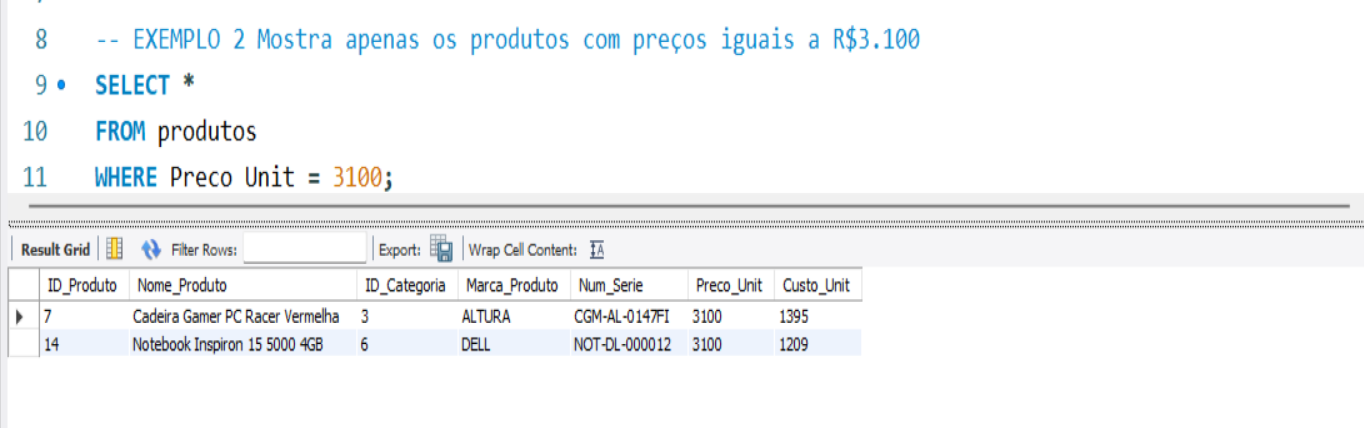 8 -- EXEMPLO 2 Mostra apenas os produtos com preços iguais a R$3.100
9 SELECT *
10 FROM produtos
11 WHERE Preco Unit = 3100;
Result Grid Filter Rows: Export: Wrap Cell Content: IA
ID_Produto Nome_Produto ID_Categoria Marca_Produto Num_Serie Preco_Unit Custo_Unit
7 Cadeira Gamer PC Racer Vermelha 3 ALTURA CGM-AL-0147FI 3100 1395
14 Notebook Inspiron 15 5000 4GB 6 DELL NOT-DL-000012 3100 1209